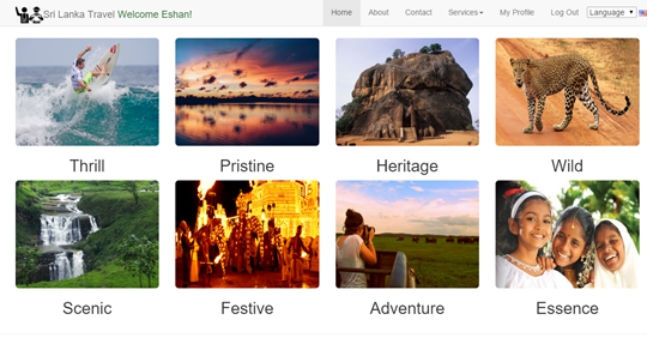 Sri Lanka Travel Welcome Eshan! Home About Contact Services My Profile Log Out Language
Thrill Pristine Heritage Wild
Scenic Festive Adventure Essence